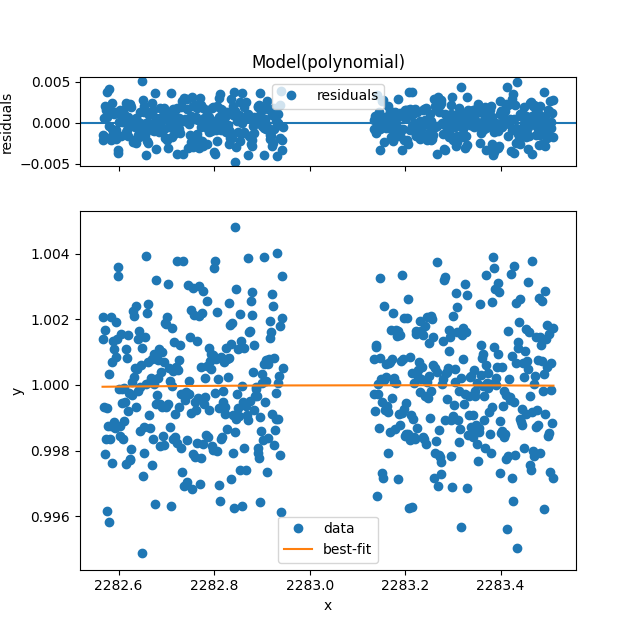 Model(polynomial)
0.005
0.000
−0.005
residuals
residuals
1.004
1.002
1.000
0.998
0.996
y
data
best-fit
2282.6 2282.8 2283.0 2283.2 2283.4
x